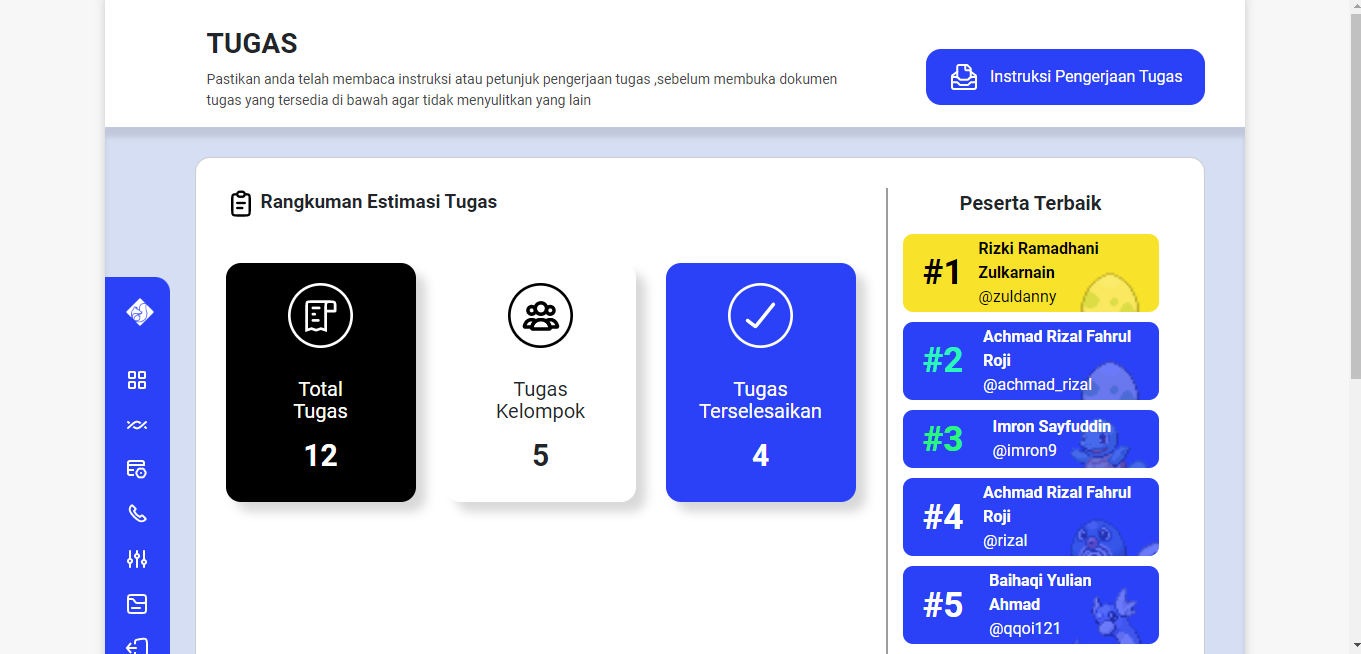 TUGAS
Pastikan anda telah membaca instruksi atau petunjuk pengerjaan tugas ,sebelum membuka dokumen
tugas yang tersedia di bawah agar tidak menyulitkan yang lain
Instruksi Pengerjaan Tugas
Rangkuman Estimasi Tugas
Total
Tugas
12
Tugas
Kelompok
5
Tugas
Terselesaikan
4
Peserta Terbaik
#1
Rizki Ramadhani
Zulkarnain
@zuldanny
#2
Achmad Rizal Fahrul
Roji
@achmad_rizal
#3
Imron Sayfuddin
@imron9
#4
Achmad Rizal Fahrul
Roji
@rizal
#5
Baihaqi Yulian
Ahmad
@qqoi121